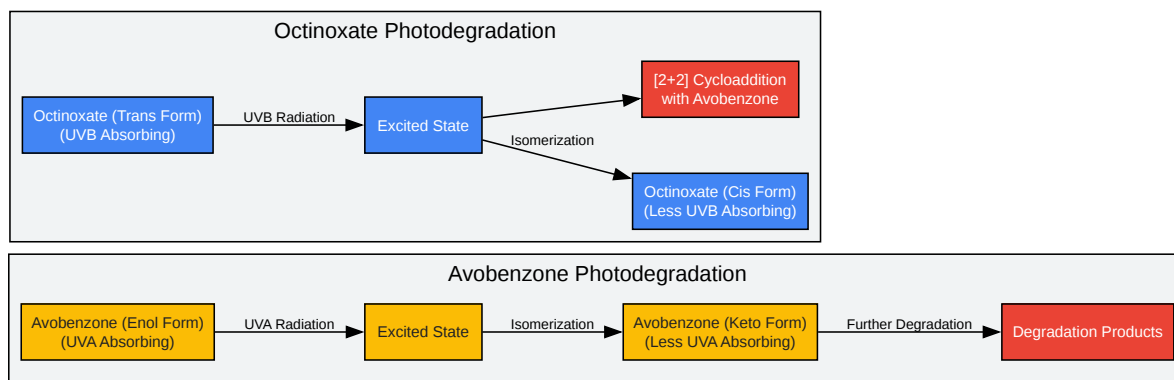 Octinoxate Photodegradation
[2+2] Cycloaddition
with Avobenzone
Octinoxate (Trans Form)
(UVB Absorbing)
UVB Radiation
Excited State
Isomerization
Octinoxate (Cis Form)
(Less UVB Absorbing)
Avobenzone Photodegradation
Avobenzone (Enol Form)
(UVA Absorbing)
UVA Radiation
Excited State
Isomerization
Avobenzone (Keto Form)
(Less UVA Absorbing)
Further Degradation
Degradation Products